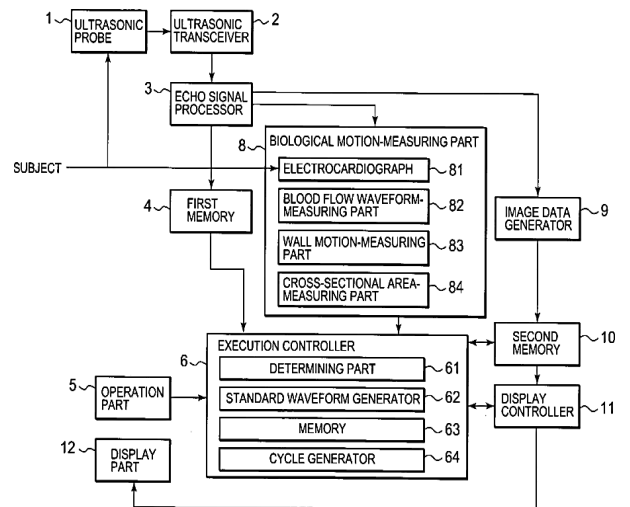 1
ULTRASONIC
PROBE
2
ULTRASONIC
TRANSCEIVER
3
ECHO SIGNAL
PROCESSOR
SUBJECT
8
BIOLOGICAL MOTION-MEASURING PART
ELECTROCARDIOGRAPH
81
BLOOD FLOW WAVEFORM-
MEASURING PART
82
WALL MOTION-MEASURING
PART
83
CROSS-SECTIONAL AREA-
MEASURING PART
84
4
FIRST
MEMORY
IMAGE DATA
GENERATOR
9
SECOND
MEMORY
10
EXECUTION CONTROLLER
6
DETERMINING PART
61
STANDARD WAVEFORM GENERATOR
62
MEMORY
63
CYCLE GENERATOR
64
5
OPERATION
PART
DISPLAY
CONTROLLER
11
12
DISPLAY
PART